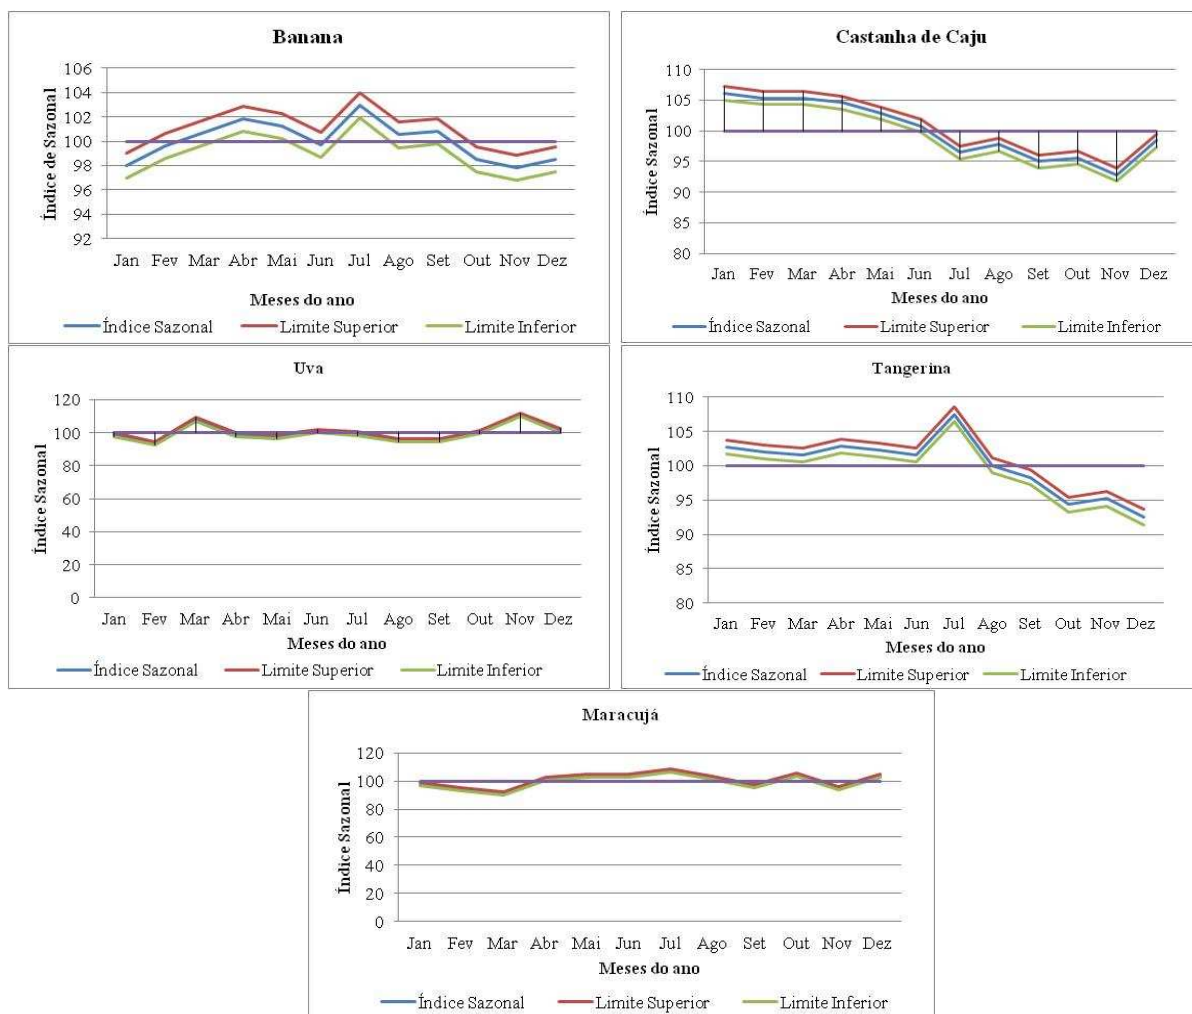 Banana
Índice de Sazonal
106
104
102
100
98
96
94
92
Jan Fev Mar Abr Mai Jun Jul Ago Set Out Nov Dez
Meses do ano
Índice Sazonal Limite Superior Limite Inferior
Castanha de Caju
Índice Sazonal
110
105
100
95
90
85
80
Jan Fev Mar Abr Mai Jun Jul Ago Set Out Nov Dez
Meses do ano
Índice Sazonal Limite Superior Limite Inferior
Uva
Índice Sazonal
120
100
80
60
40
20
0
Jan Fev Mar Abr Mai Jun Jul Ago Set Out Nov Dez
Meses do ano
Índice Sazonal Limite Superior Limite Inferior
Tangerina
Índice Sazonal
110
105
100
95
90
85
80
Jan Fev Mar Abr Mai Jun Jul Ago Set Out Nov Dez
Meses do ano
Índice Sazonal Limite Superior Limite Inferior
Maracujá
Índice Sazonal
120
100
80
60
40
20
0
Jan Fev Mar Abr Mai Jun Jul Ago Set Out Nov Dez
Meses do ano
Índice Sazonal Limite Superior Limite Inferior